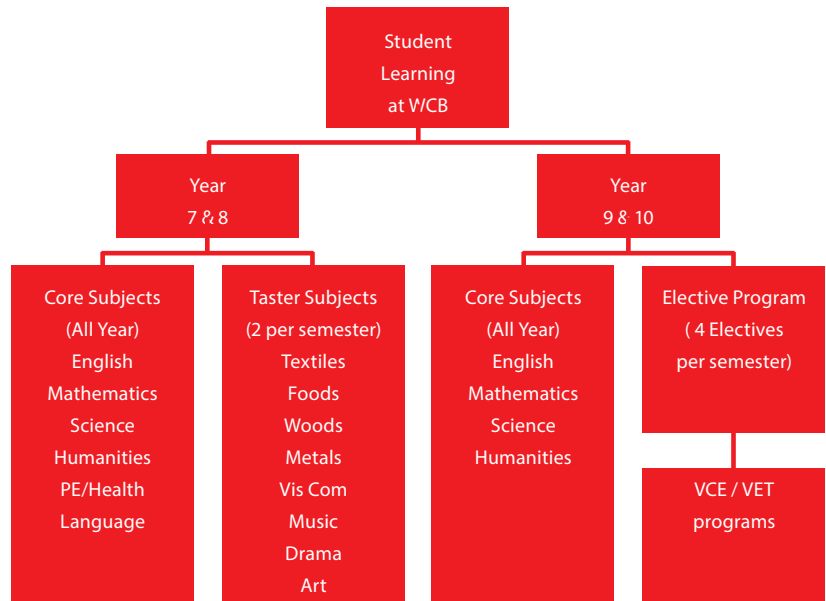 Student
Learning
at WCB
Year
7 & 8
Year
9 & 10
Core Subjects
(All Year)
English
Mathematics
Science
Humanities
PE/Health
Language
Taster Subjects
(2 per semester)
Textiles
Foods
Woods
Metals
Vis Com
Music
Drama
Art
Core Subjects
(All Year)
English
Mathematics
Science
Humanities
Elective Program
( 4 Electives
per semester)
VCE / VET
programs